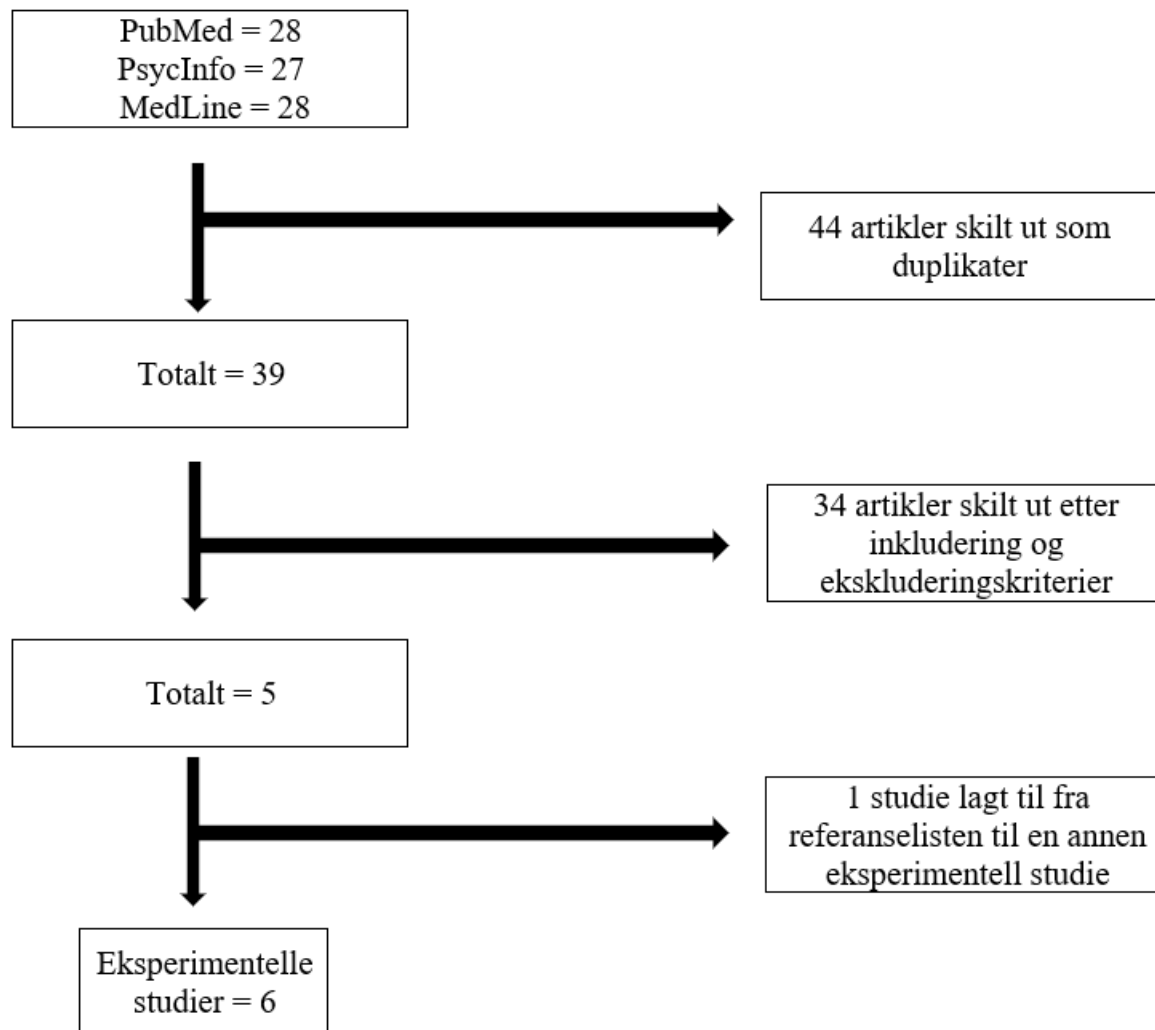 PubMed = 28
PsycInfo = 27
MedLine = 28
44 artikler skilt ut som
duplikater
Totalt = 39
34 artikler skilt ut etter
inkludering og
ekskluderingskriterier
Totalt = 5
1 studie lagt til fra
referanselisten til en annen
eksperimentell studie
Eksperimentelle
studier = 6